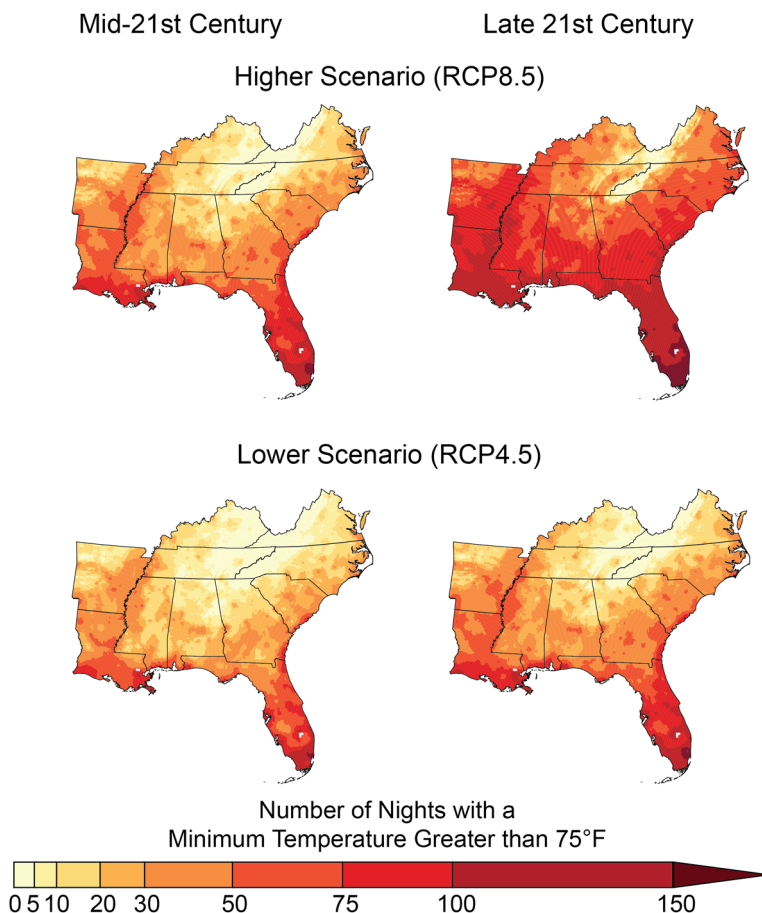 Mid-21st Century Late 21st Century
Higher Scenario (RCP8.5)
Lower Scenario (RCP4.5)
Number of Nights with a
Minimum Temperature Greater than 75°F
0 5 10 20 30 50 75 100 150